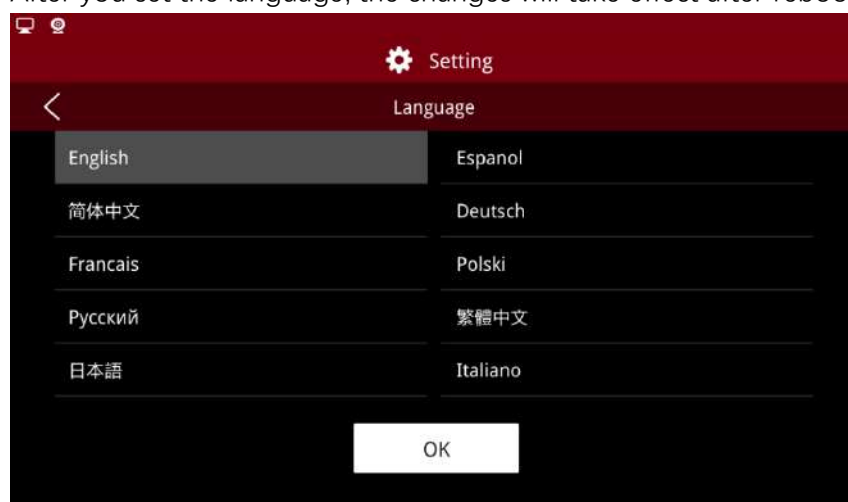 After you set the language, the changes will take effect after reboo
Setting
Language
English
Espanol
简体中文
Deutsch
Francais
Polski
Русский
繁體中文
日本語
Italiano
OK